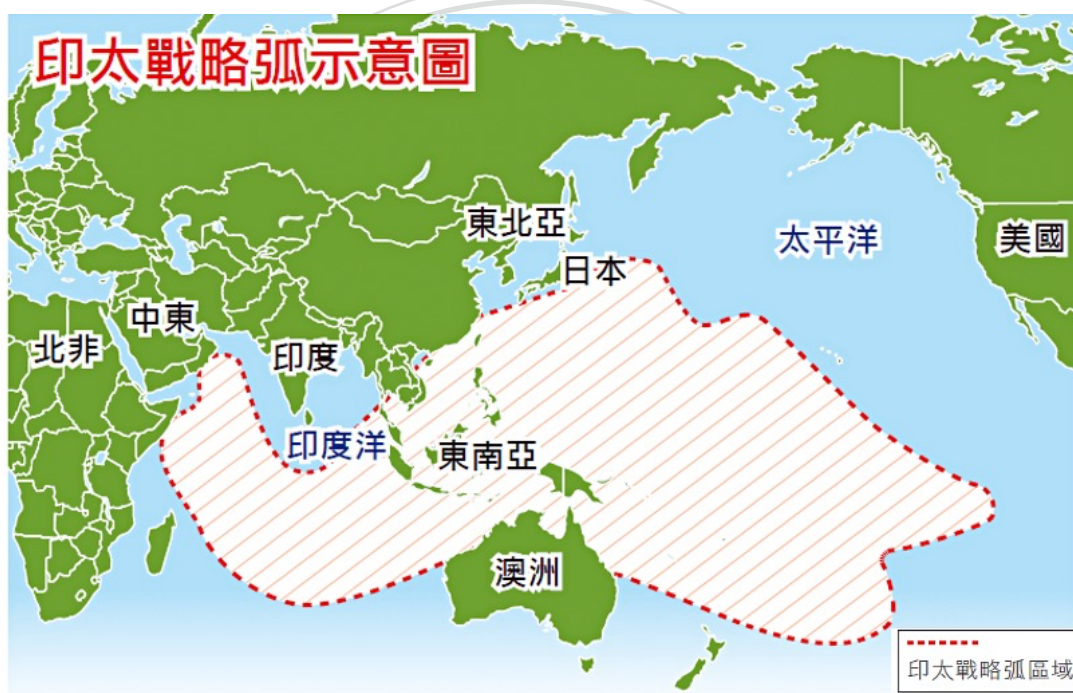 印太戰略弧示意圖
東北亞
太平洋
美國
日本
中東
北非
印度
印度洋
東南亞
澳洲
印太戰略弧區域